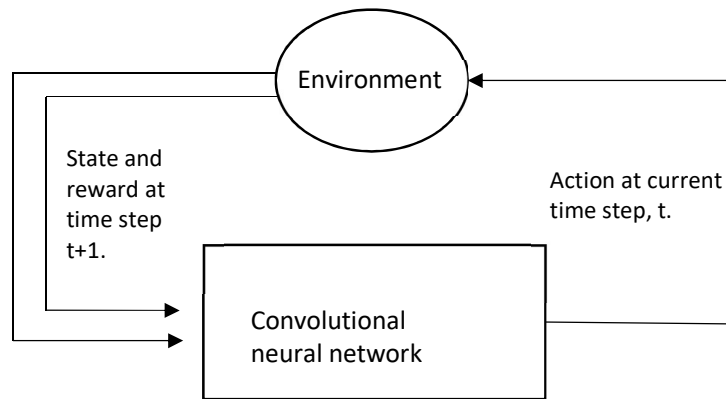 Environment
State and
reward at
time step
t+1.
Action at current
time step, t.
Convolutional
neural network